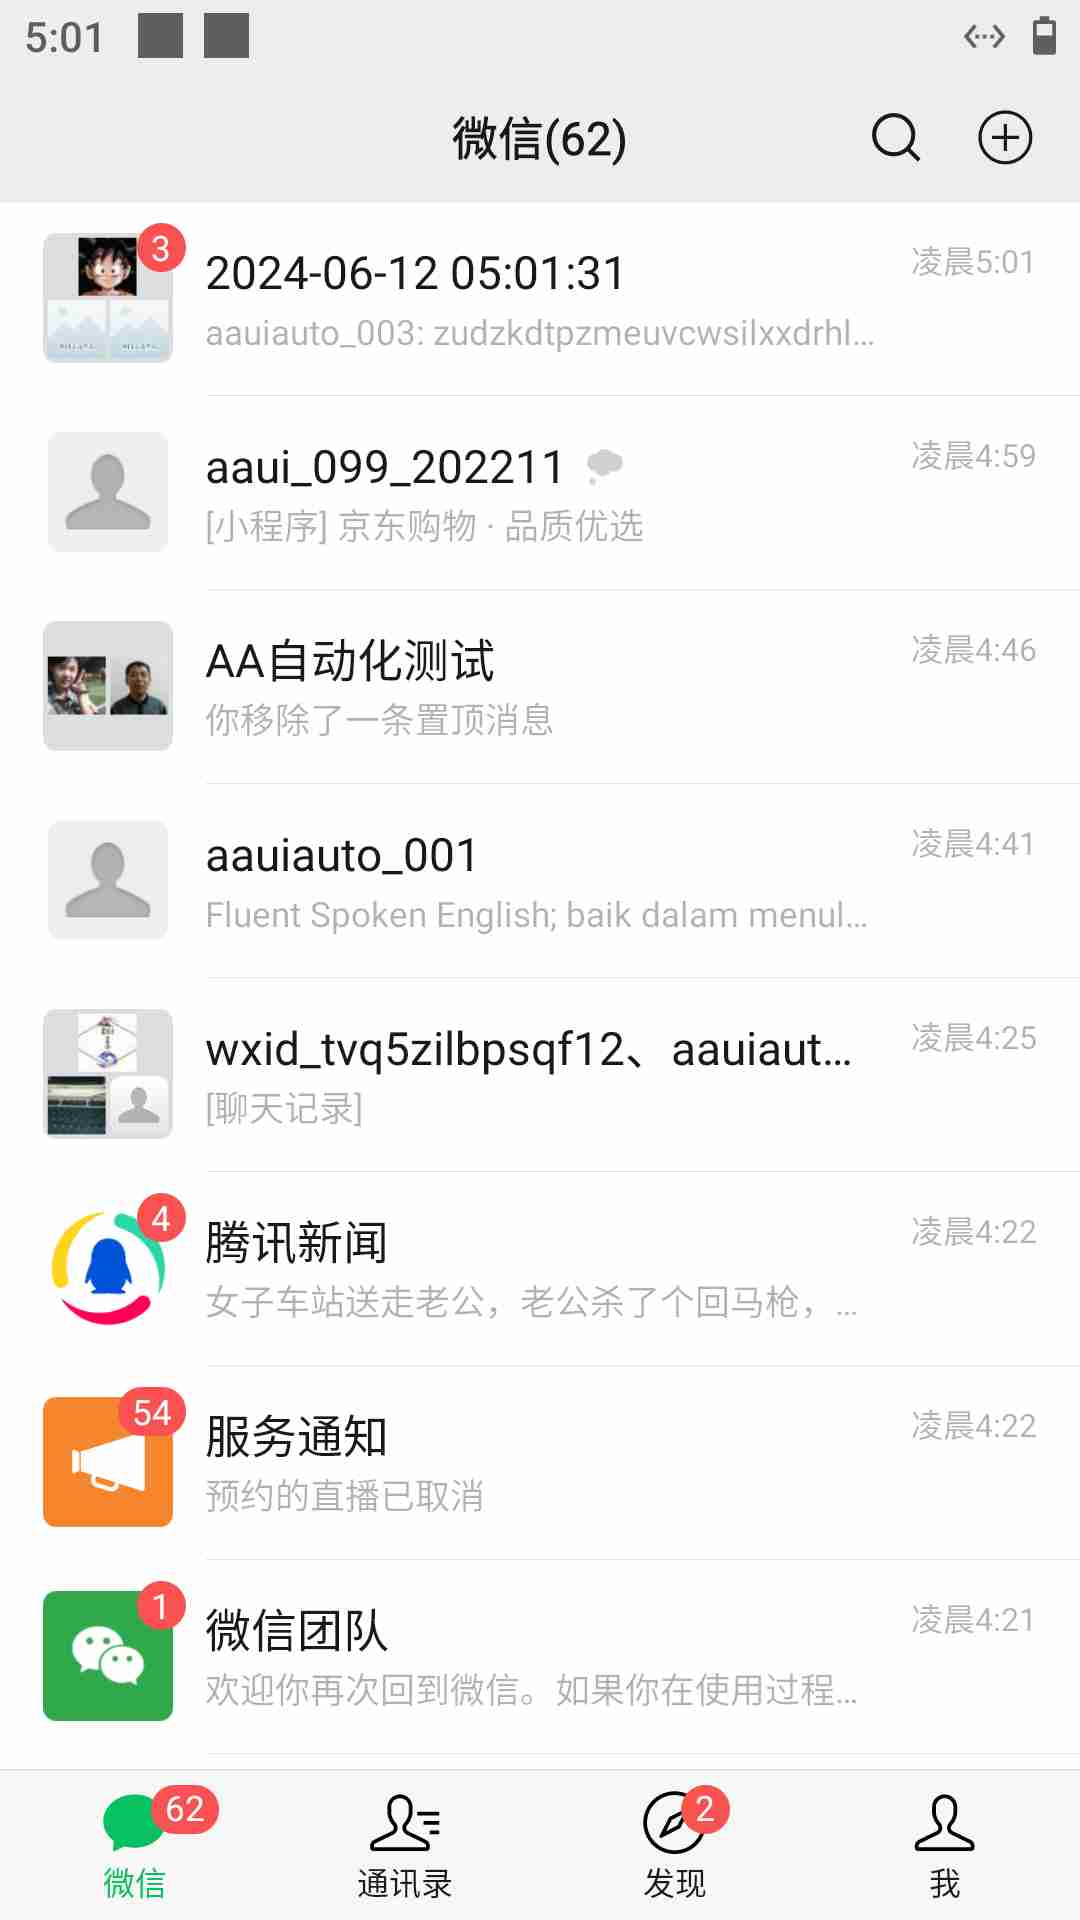 5:01
微信(62)
3
2024-06-12 05:01:31
凌晨5:01
aauiauto_003: zudzkdtpzmeuvcwsilxxdrhl...
aaui_099_202211
凌晨4:59
[小程序] 京东购物 · 品质优选
AA自动化测试
凌晨4:46
你移除了一条置顶消息
aauiauto_001
凌晨4:41
Fluent Spoken English; baik dalam menul...
wxid_tvq5zilbpsqf12、aauiaut...
凌晨4:25
[聊天记录]
4
腾讯新闻
凌晨4:22
女子车站送走老公，老公杀了个回马枪，...
54
服务通知
凌晨4:22
预约的直播已取消
1
微信团队
凌晨4:21
欢迎你再次回到微信。如果你在使用过程...
62
2
微信
通讯录
发现
我